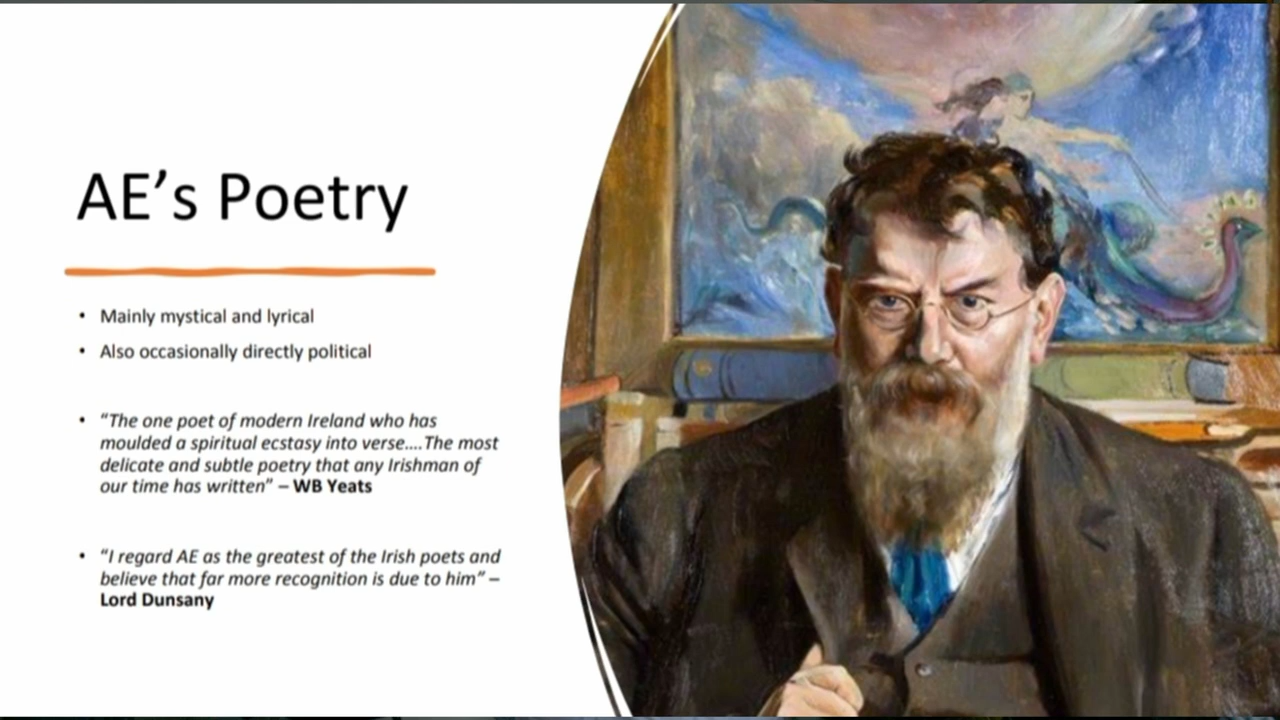 AE’s Poetry
• Mainly mystical and lyrical
• Also occasionally directly political
• “The one poet of modern Ireland who has
moulded a spiritual ecstasy into verse….The most
delicate and subtle poetry that any Irishman of
our time has written” – WB Yeats
• “I regard AE as the greatest of the Irish poets and
believe that far more recognition is due to him” –
Lord Dunsany